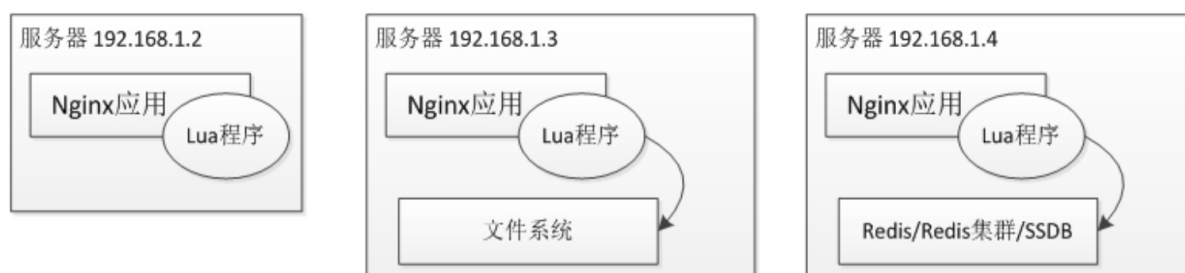 服务器 192.168.1.2
Nginx应用
Lua程序
服务器 192.168.1.3
Nginx应用
Lua程序
文件系统
服务器 192.168.1.4
Nginx应用
Lua程序
Redis/Redis集群/SSDB